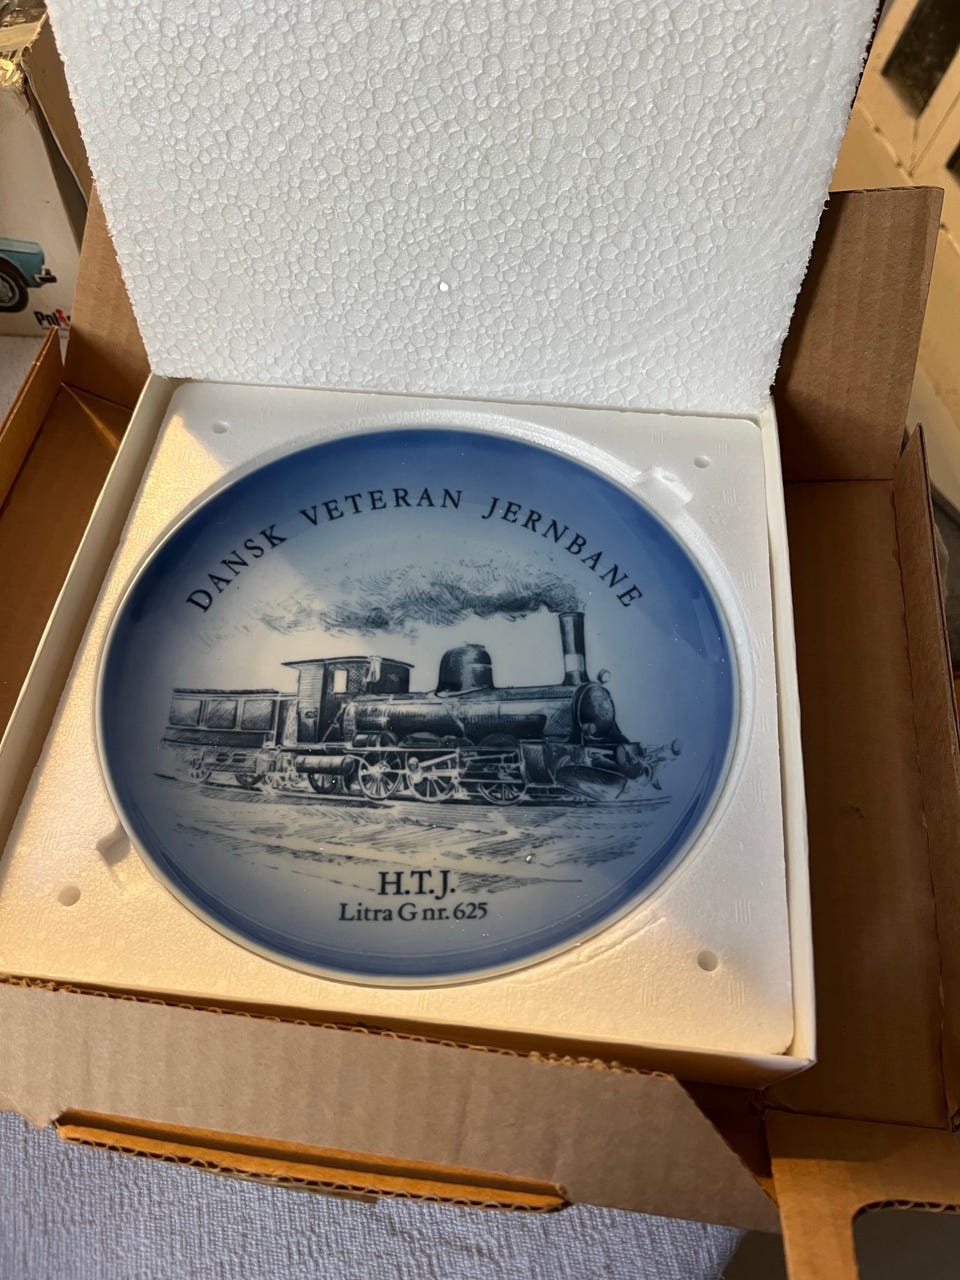 DANSK VETERAN JERNBANE
H.T.J.
Litra G nr. 625